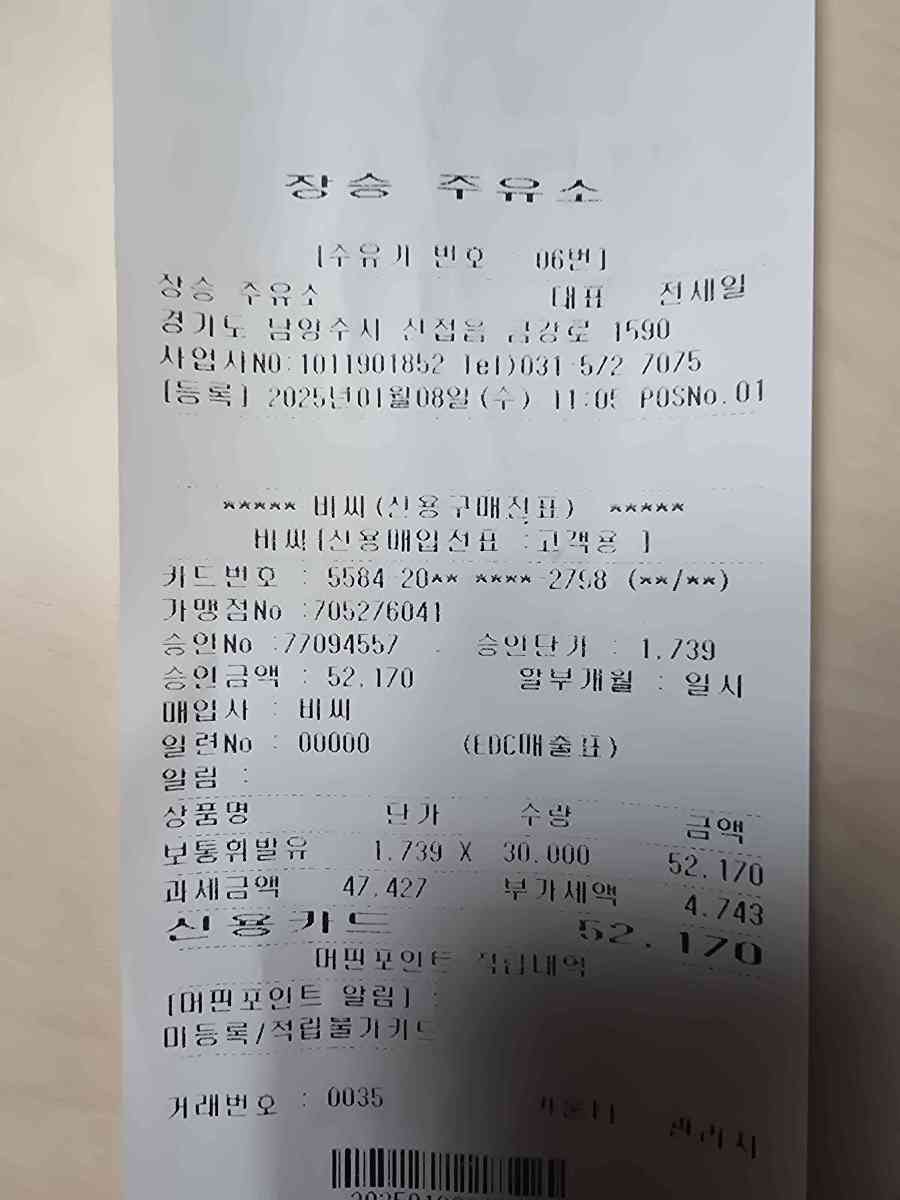 장승 주유소
[주유기 번호 06번]
장승 주유소 대표 전세일
경기도 남양주시 진접읍 금강로 1590
사업자NO:1011901852 Tel)031-572-7075
[등록] 2025년01월08일(수) 11:05 POSNo.01
***** 비씨(신용구매전표) *****
비씨[신용매입전표 :고객용 ]
카드번호 : 5584-20**-****-2758 (**/**)
가맹점No :705276041
승인No :77094557 승인단가 : 1.739
승인금액 : 52.170 할부개월 : 일시
매입사 : 비씨
일련No : 00000 (EDC매출표)
알림 :
상품명 단가 수량 금액
보통휘발유 1.739 X 30.000 52.170
과세금액 47.427 부가세액 4.743
신용카드 52.170
머핀포인트 적립내역
[머핀포인트 알림] :
미등록/적립불가카드
거래번호 : 0035 카운터 관리자